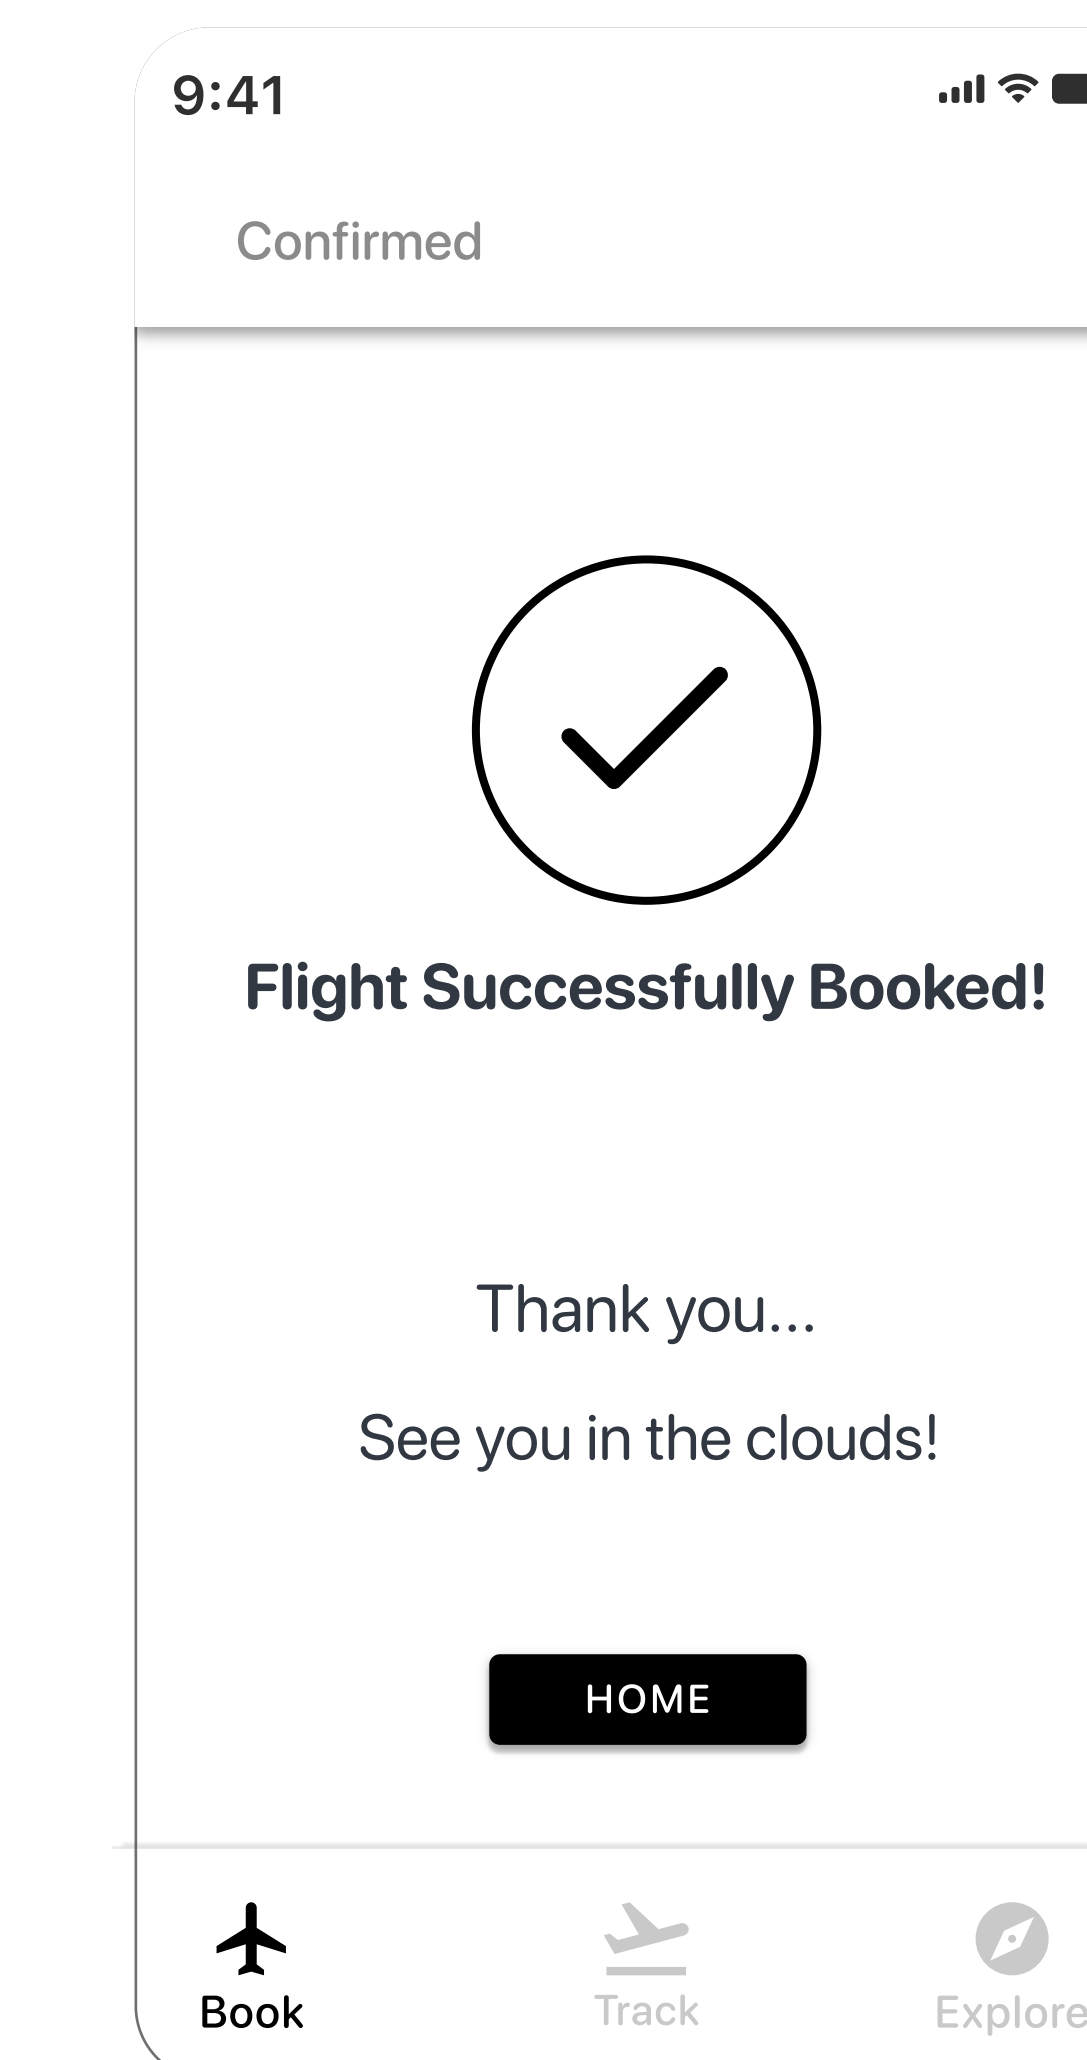 9:41
Confirmed
Flight Successfully Booked!
Thank you...
See you in the clouds!
HOME
Book
Track
Explore